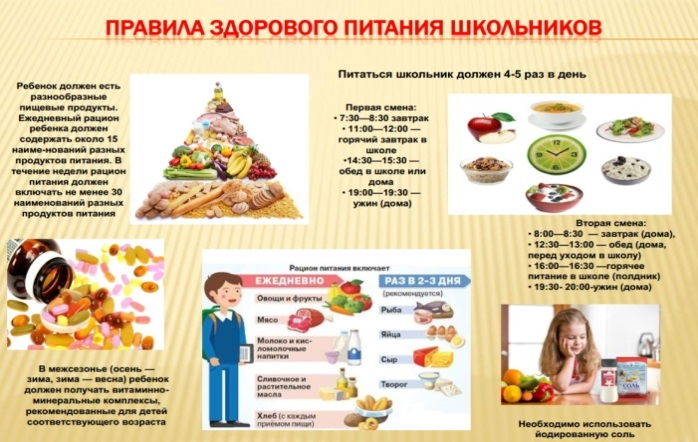 ПРАВИЛА ЗДОРОВОГО ПИТАНИЯ ШКОЛЬНИКОВ
Ребенок должен есть
разнообразные
пищевые продукты.
Ежедневный рацион
ребенка должен
содержать около 15
наиме-нований разных
продуктов питания. В
течение недели рацион
питания должен
включать не менее 30
наименований разных
продуктов питания
Питаться школьник должен 4-5 раз в день
Первая смена:
• 7:30—8:30 завтрак
• 11:00—12:00 —
горячий завтрак в
школе
•14:30—15:30 —
обед в школе или
дома
• 19:00—19:30 —
ужин (дома)
Вторая смена:
• 8:00—8:30 — завтрак (дома),
• 12:30—13:00 — обед (дома,
перед уходом в школу)
• 16:00—16:30 —горячее
питание в школе (полдник)
• 19:30- 20:00-ужин (дома)
В межсезонье (осень —
зима, зима — весна) ребенок
должен получать витаминно-
минеральные комплексы,
рекомендованные для детей
соответствующего возраста
Рацион питания включает
ЕЖЕДНЕВНО
Овощи и фрукты
Мясо
Молоко и кис-
ломолочные
напитки
Сливочное и
растительное
масла
Хлеб (с каждым
приёмом пищи)
РАЗ В 2–3 ДНЯ
(рекомендуется)
Рыба
Яйца
Сыр
Творог
СОЛЬ
Необходимо использовать
йодированную соль